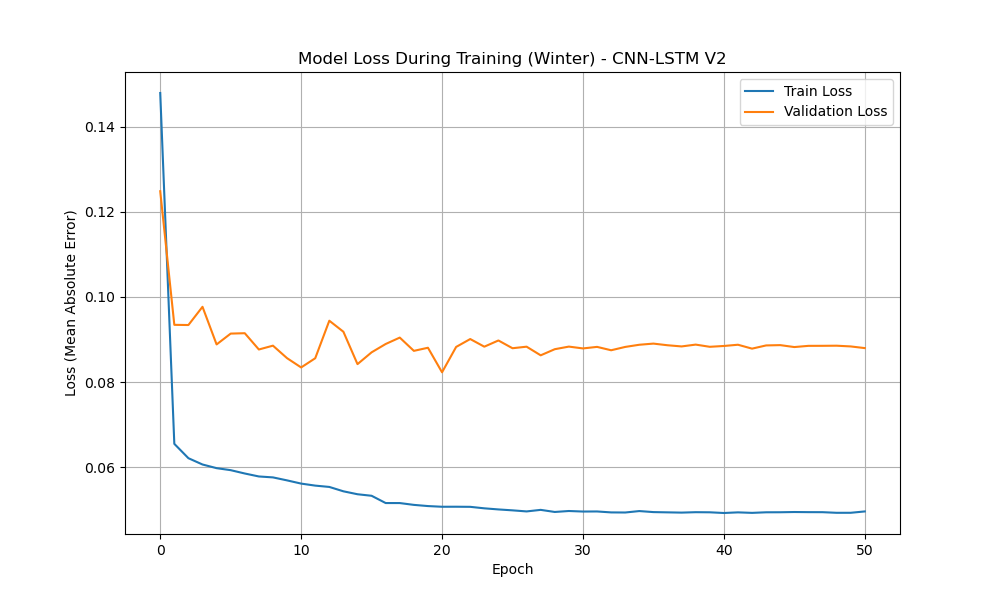 Model Loss During Training (Winter) - CNN-LSTM V2
Train Loss
Validation Loss
Loss (Mean Absolute Error)
0.14
0.12
0.10
0.08
0.06
0
10
20
30
40
50
Epoch